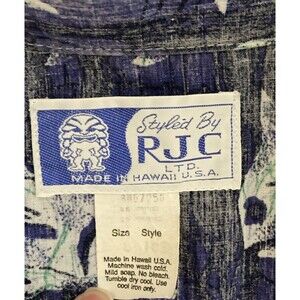 Styled By
RJC
LTD.
MADE IN HAWAII U.S.A.
Size Style
Made in Hawaii U.S.A.
Machine wash cold.
Mild soap. No bleach.
Tumble dry cool. Use
cool iron only.